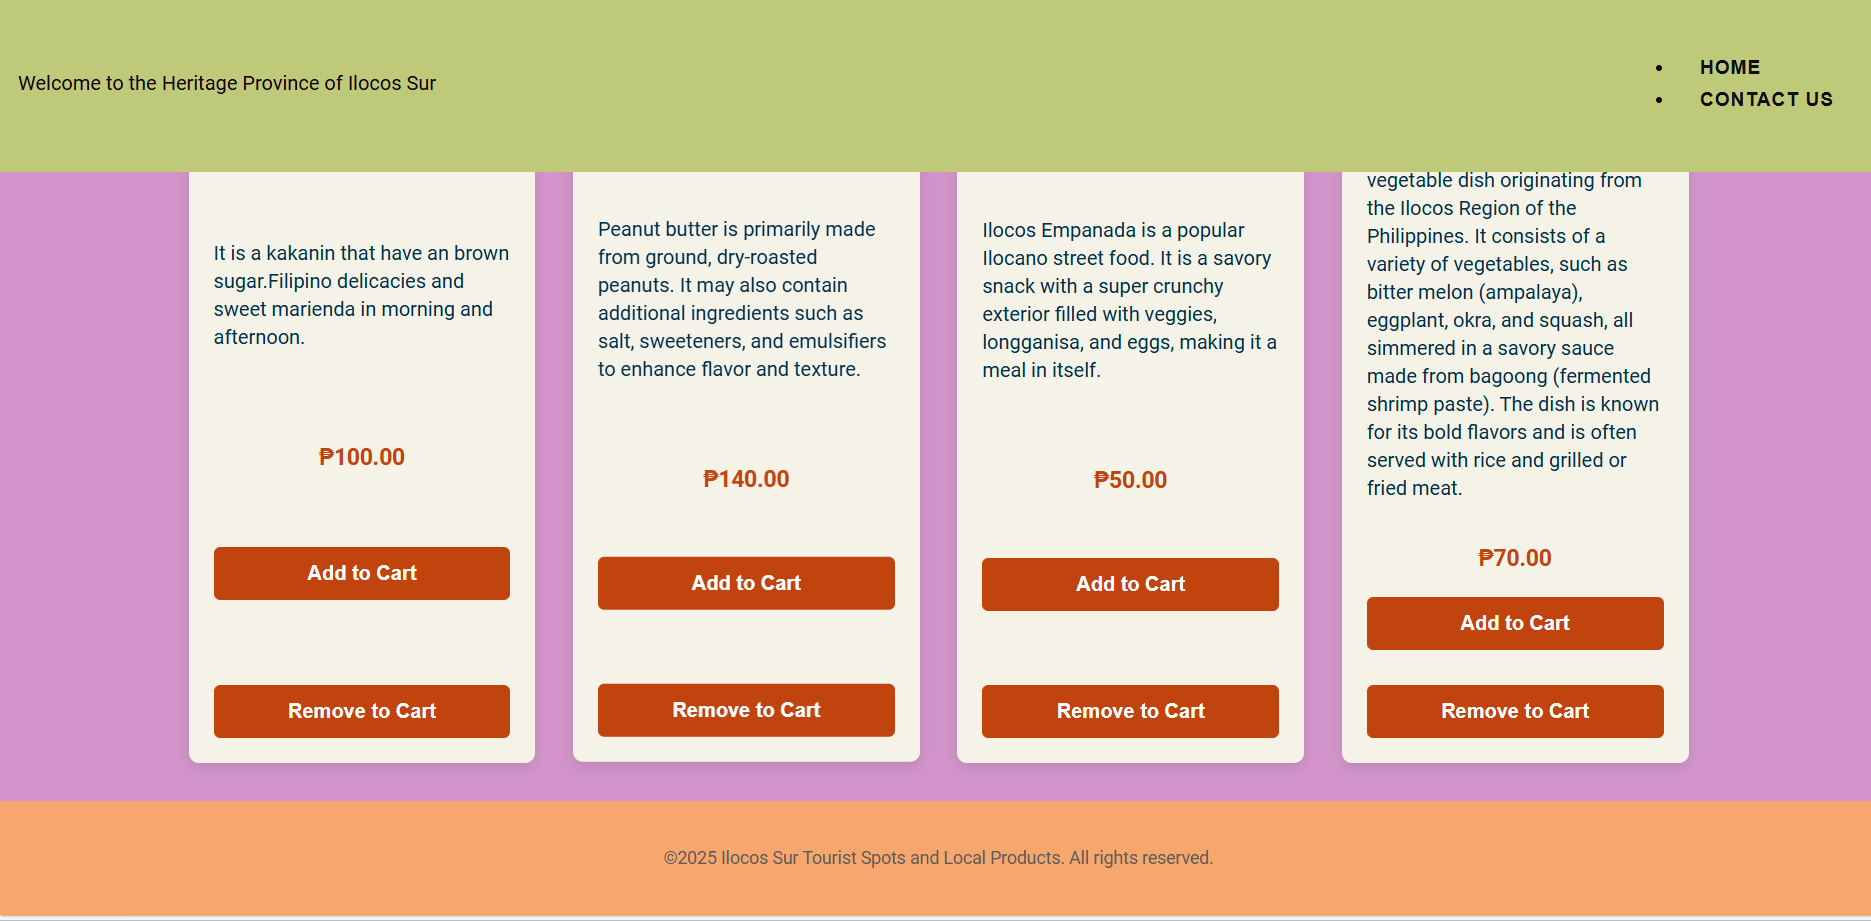 Welcome to the Heritage Province of Ilocos Sur
HOME
CONTACT US
It is a kakanin that have an brown
sugar.Filipino delicacies and
sweet marienda in morning and
afternoon.
₱100.00
Add to Cart
Remove to Cart
Peanut butter is primarily made
from ground, dry-roasted
peanuts. It may also contain
additional ingredients such as
salt, sweeteners, and emulsifiers
to enhance flavor and texture.
₱140.00
Add to Cart
Remove to Cart
Ilocos Empanada is a popular
Ilocano street food. It is a savory
snack with a super crunchy
exterior filled with veggies,
longganisa, and eggs, making it a
meal in itself.
₱50.00
Add to Cart
Remove to Cart
vegetable dish originating from
the Ilocos Region of the
Philippines. It consists of a
variety of vegetables, such as
bitter melon (ampalaya),
eggplant, okra, and squash, all
simmered in a savory sauce
made from bagoong (fermented
shrimp paste). The dish is known
for its bold flavors and is often
served with rice and grilled or
fried meat.
₱70.00
Add to Cart
Remove to Cart
©2025 Ilocos Sur Tourist Spots and Local Products. All rights reserved.